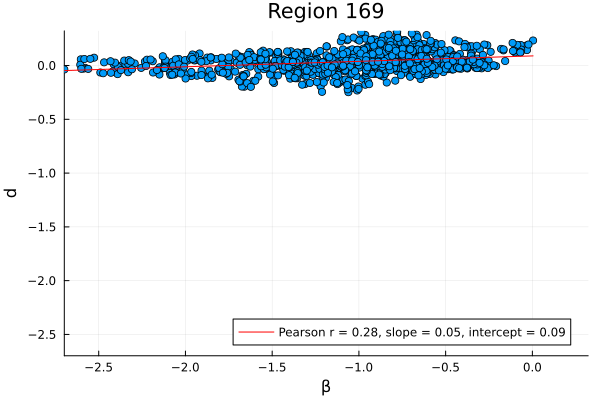 Region 169
d
0.0
−0.5
−1.0
−1.5
−2.0
−2.5
Pearson r = 0.28, slope = 0.05, intercept = 0.09
−2.5 −2.0 −1.5 −1.0 −0.5 0.0
β